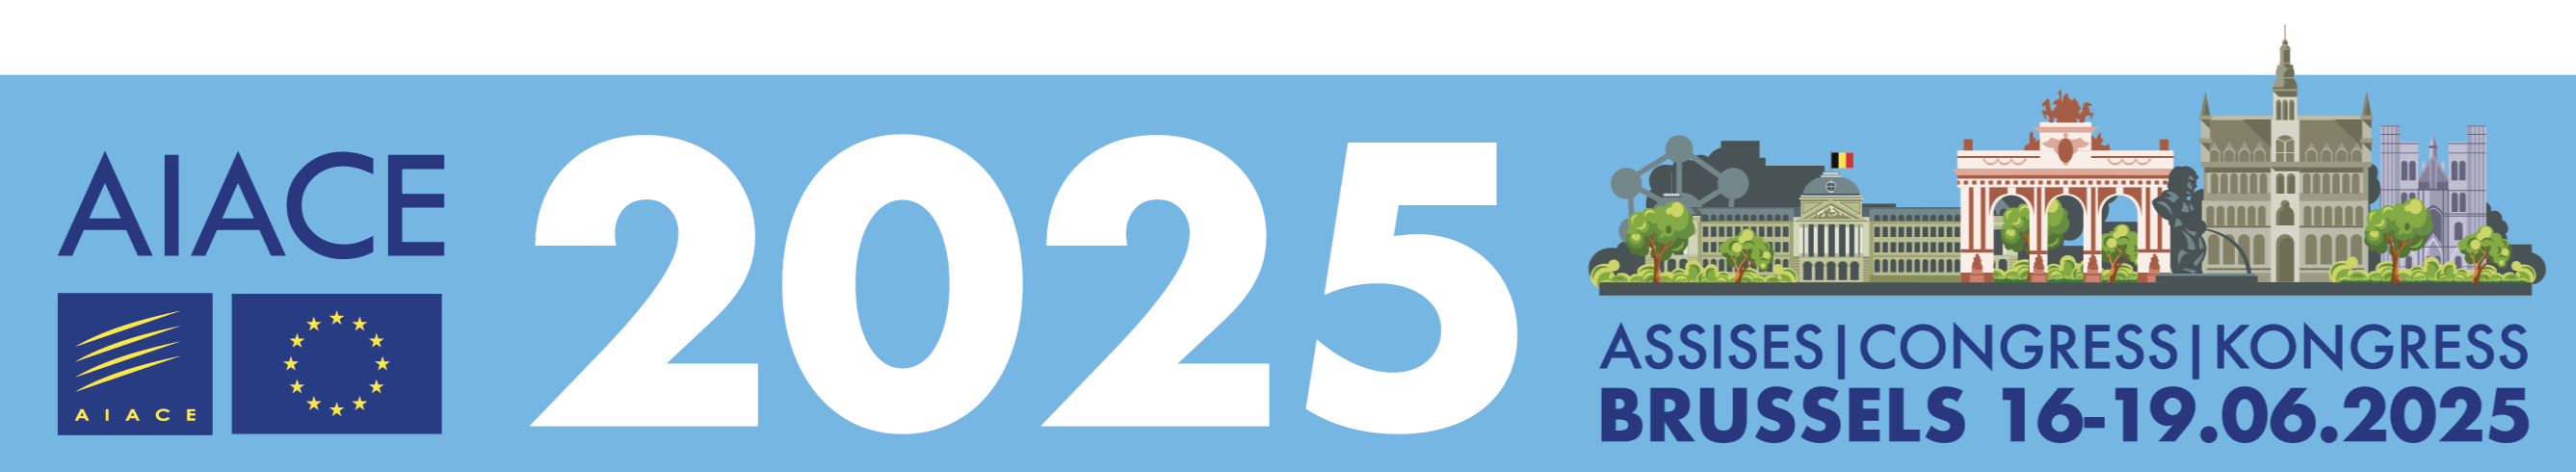 AIACE
AIACE
2025
ASSISES|CONGRESS|KONGRESS
BRUSSELS 16-19.06.2025